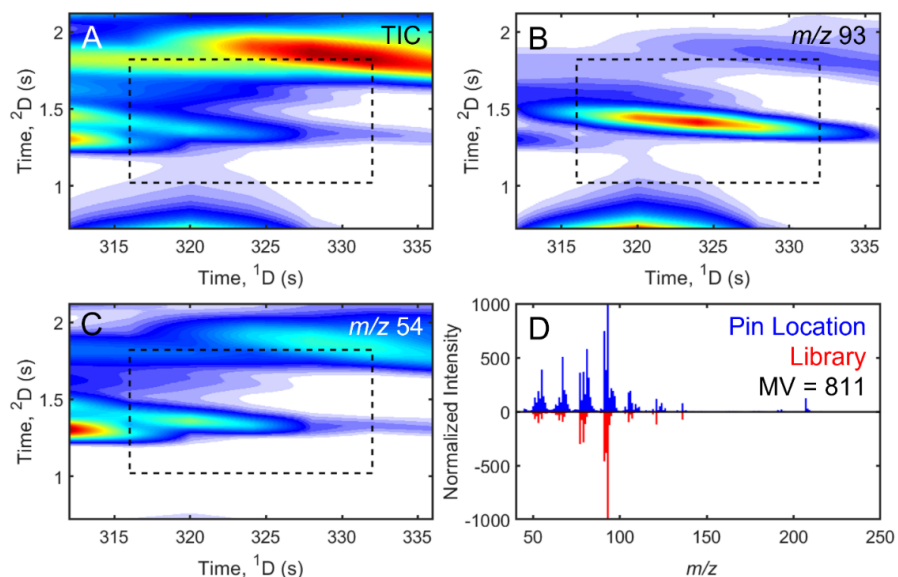 A
TIC
2
1.5
1
Time, ²D (s)
315
320
325
330
335
Time, ¹D (s)
B
m/z 93
2
1.5
1
Time, ²D (s)
315
320
325
330
335
Time, ¹D (s)
C
m/z 54
2
1.5
1
Time, ²D (s)
315
320
325
330
335
Time, ¹D (s)
D
Pin Location
Library
MV = 811
1000
500
0
-500
-1000
Normalized Intensity
50
100
150
200
250
m/z